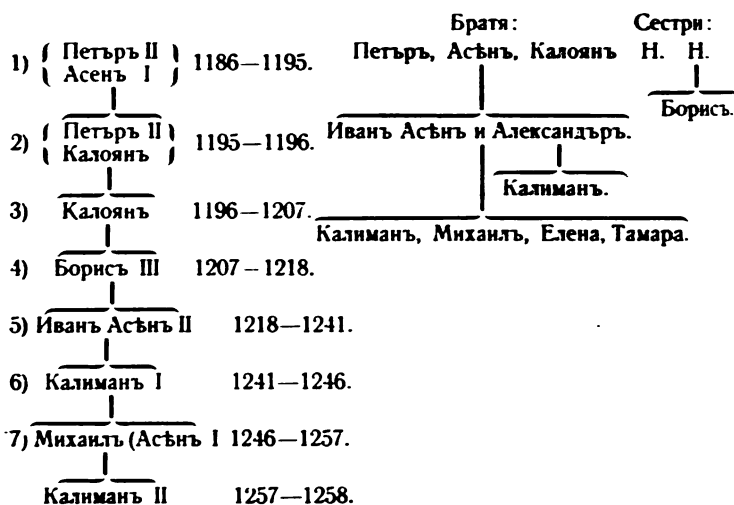 Братя: Сестри:
1) Петъръ II
Асенъ I 1186—1195.
Петъръ, Асѣнъ, Калоянъ Н. Н.
Борисъ.
2) Петъръ II
Калоянъ 1195—1196.
Иванъ Асѣнъ и Александъръ.
Калиманъ.
3) Калоянъ 1196—1207.
Калиманъ, Михаилъ, Елена, Тамара.
4) Борисъ III 1207—1218.
5) Иванъ Асѣнъ II 1218—1241.
6) Калиманъ I 1241—1246.
7) Михаилъ (Асѣнъ I 1246—1257.
Калиманъ II 1257—1258.